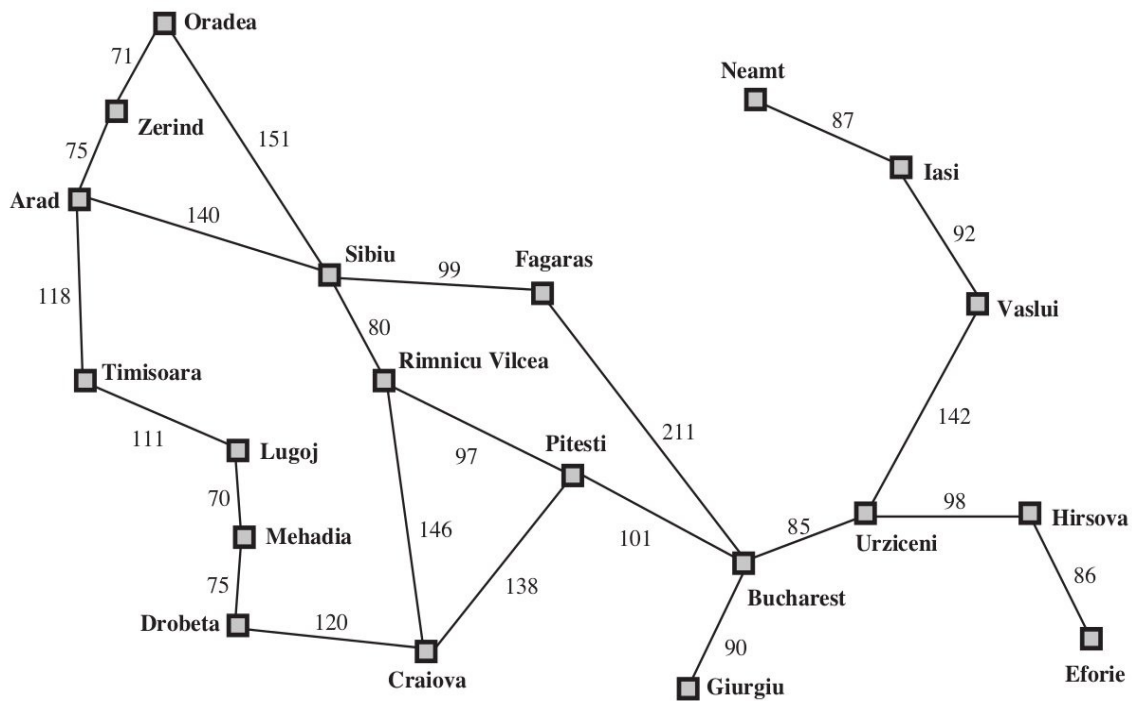 Oradea
71
Neamt
Zerind
87
151
75
Iasi
Arad
140
92
Sibiu
Fagaras
99
118
Vaslui
80
Timisoara
Rimnicu Vilcea
142
111
211
Lugoj
97
Pitesti
70
98
Hirsova
146
101
85
Urziceni
Mehadia
86
75
138
Bucharest
Drobeta
120
90
Eforie
Craiova
Giurgiu